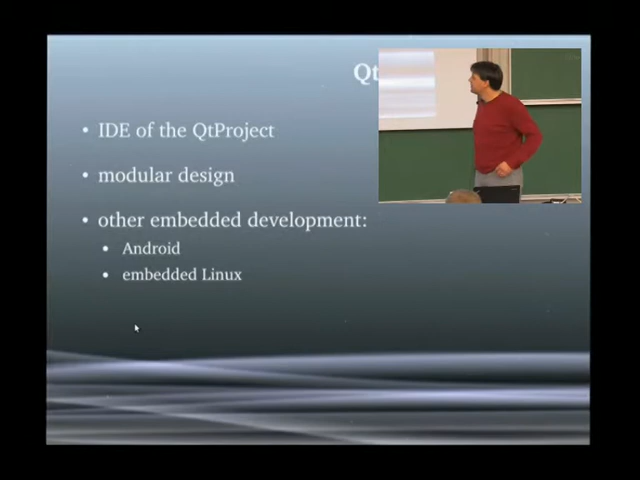 Qt
• IDE of the QtProject
• modular design
• other embedded development:
• Android
• embedded Linux